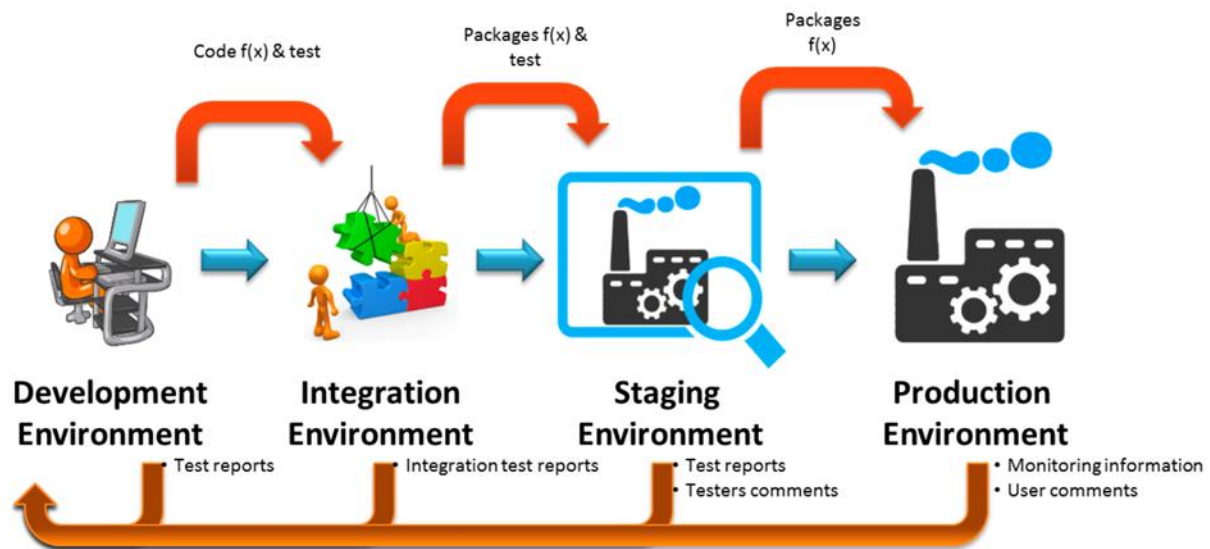 Code f(x) & test
Packages f(x) &
test
Packages
f(x)
Development
Environment
Integration
Environment
Staging
Environment
Production
Environment
• Test reports
• Integration test reports
• Test reports
• Testers comments
• Monitoring information
• User comments